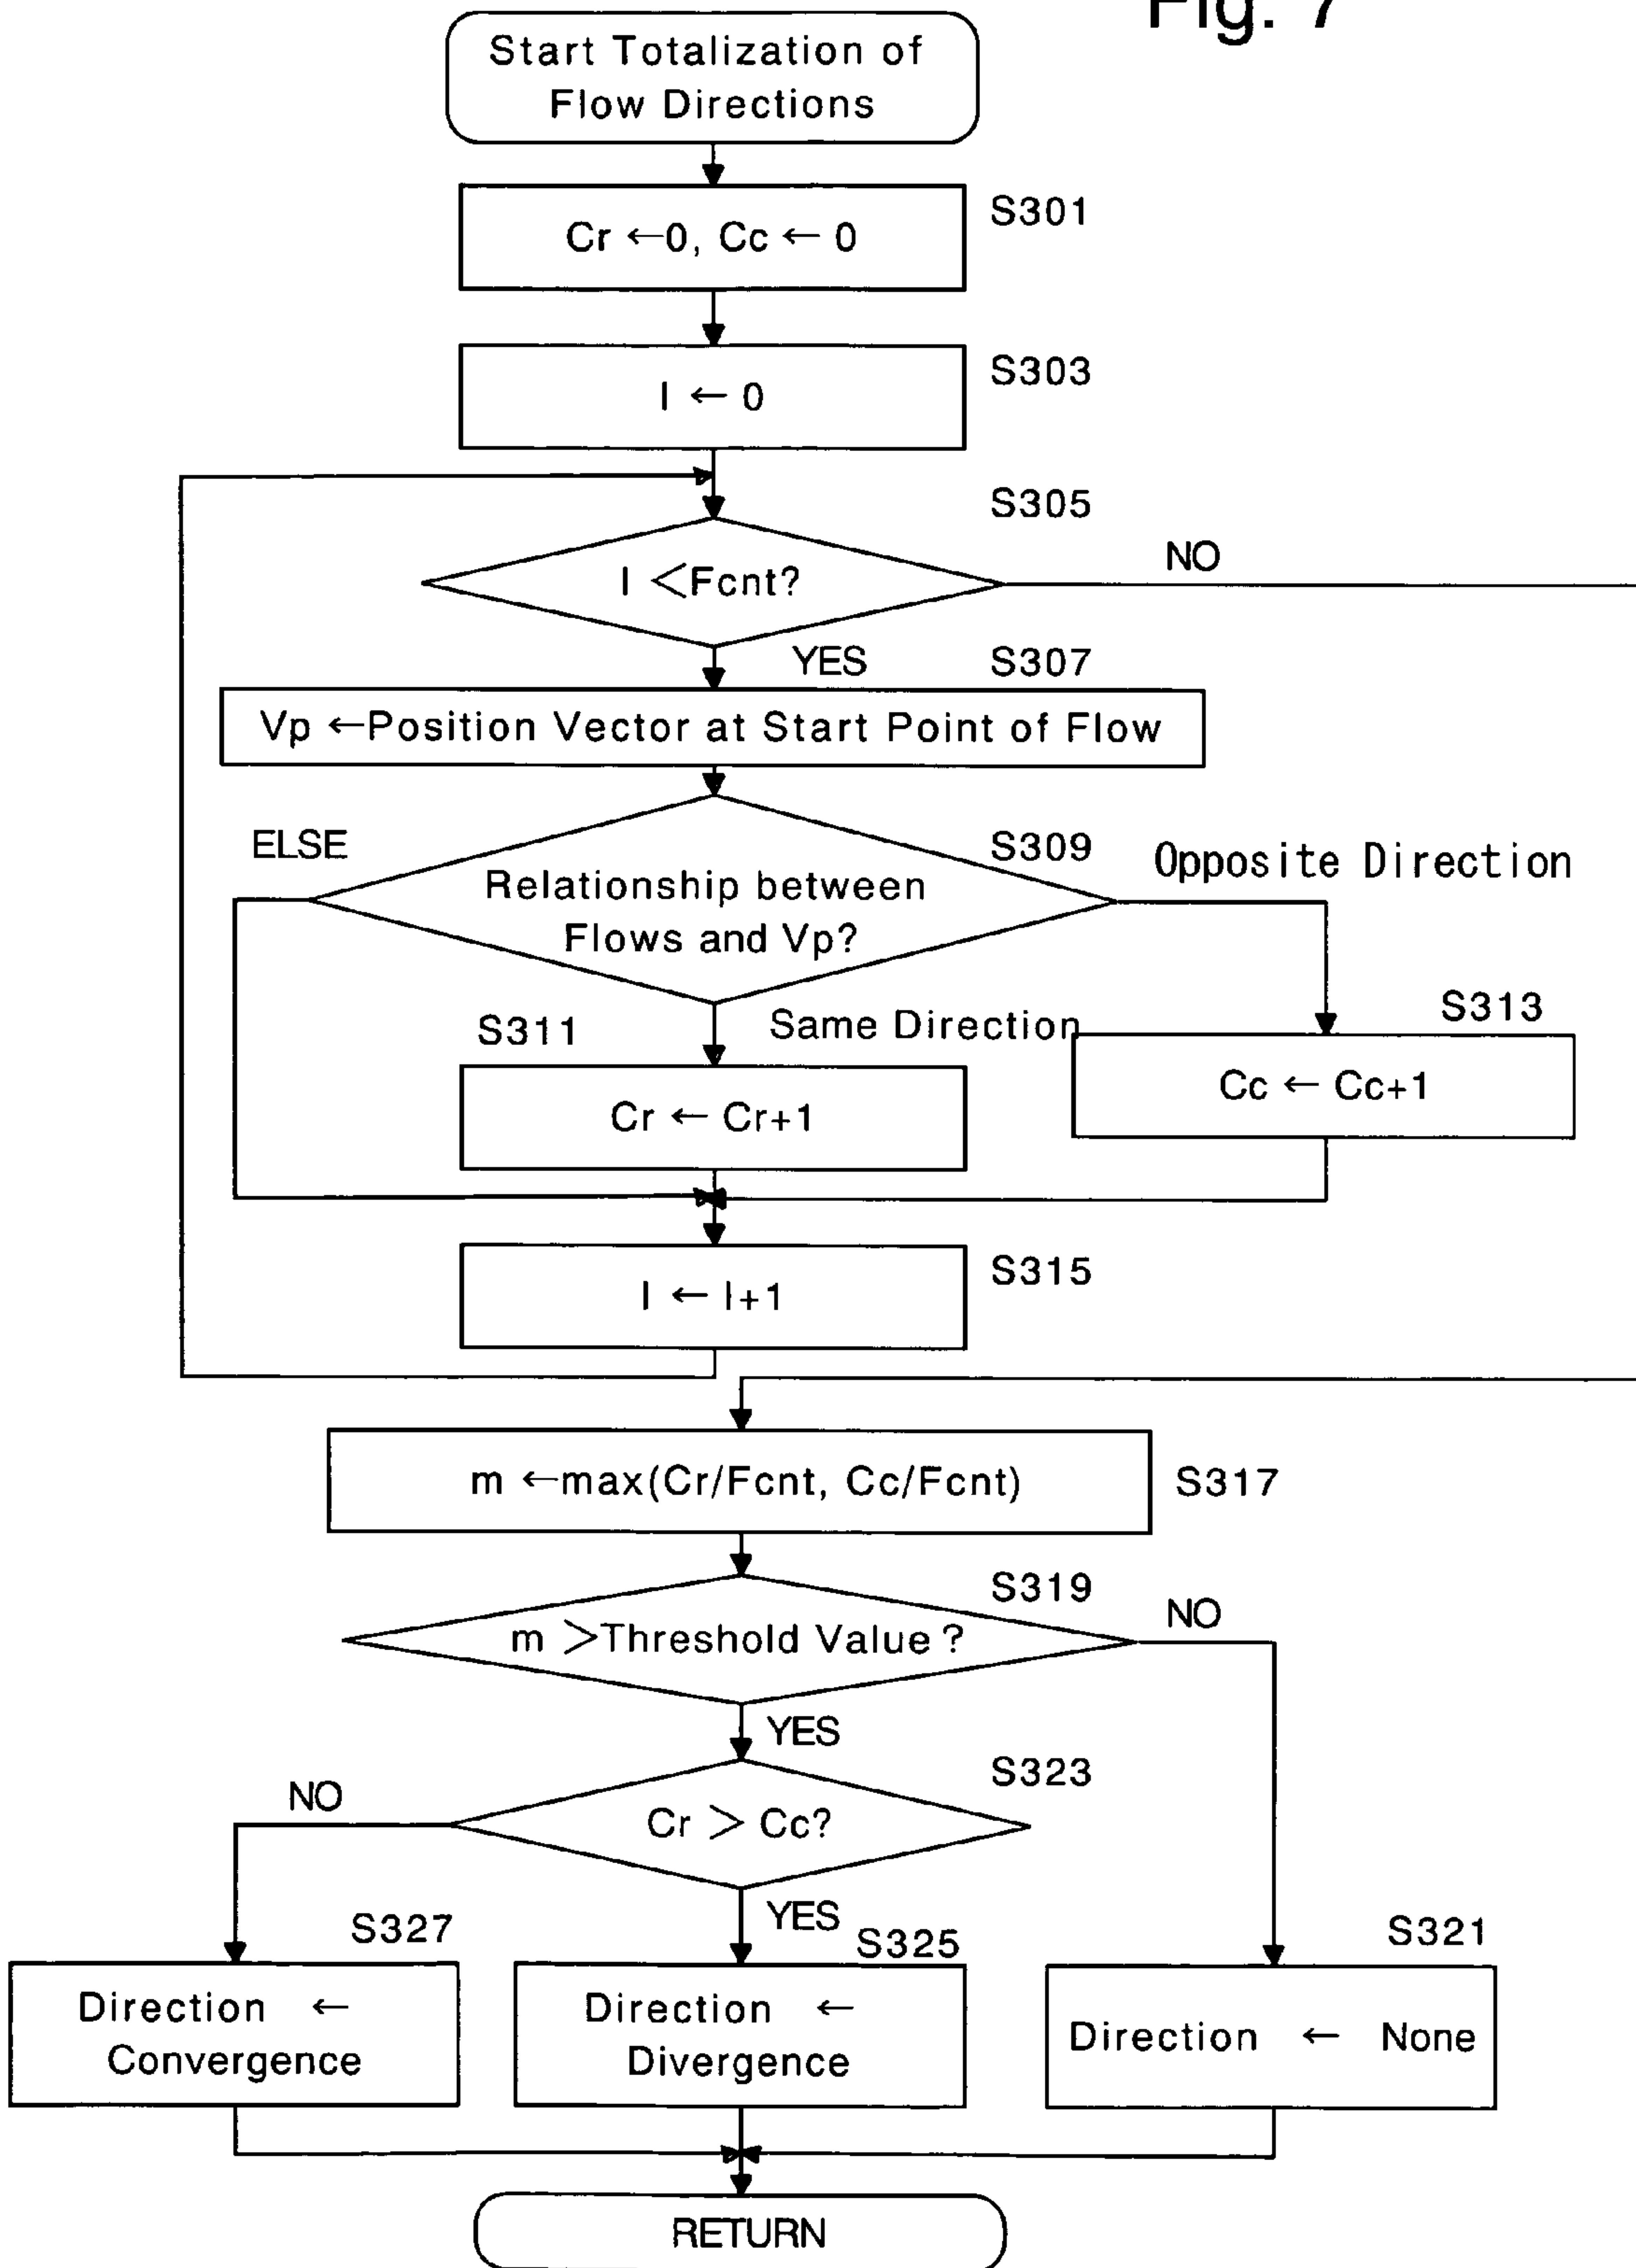 Fig. 7
Start Totalization of
Flow Directions
S301
Cr ←0, Cc ← 0
S303
I ← 0
S305
I <Fcnt?
NO
YES
S307
Vp ←Position Vector at Start Point of Flow
ELSE
S309
Opposite Direction
Relationship between
Flows and Vp?
S311
Same Direction
S313
Cr ← Cr+1
Cc ← Cc+1
S315
I ← I+1
m ←max(Cr/Fcnt, Cc/Fcnt)
S317
S319
m >Threshold Value ?
NO
YES
S323
NO
Cr > Cc?
YES
S327
S325
S321
Direction ←
Convergence
Direction ←
Divergence
Direction ← None
RETURN